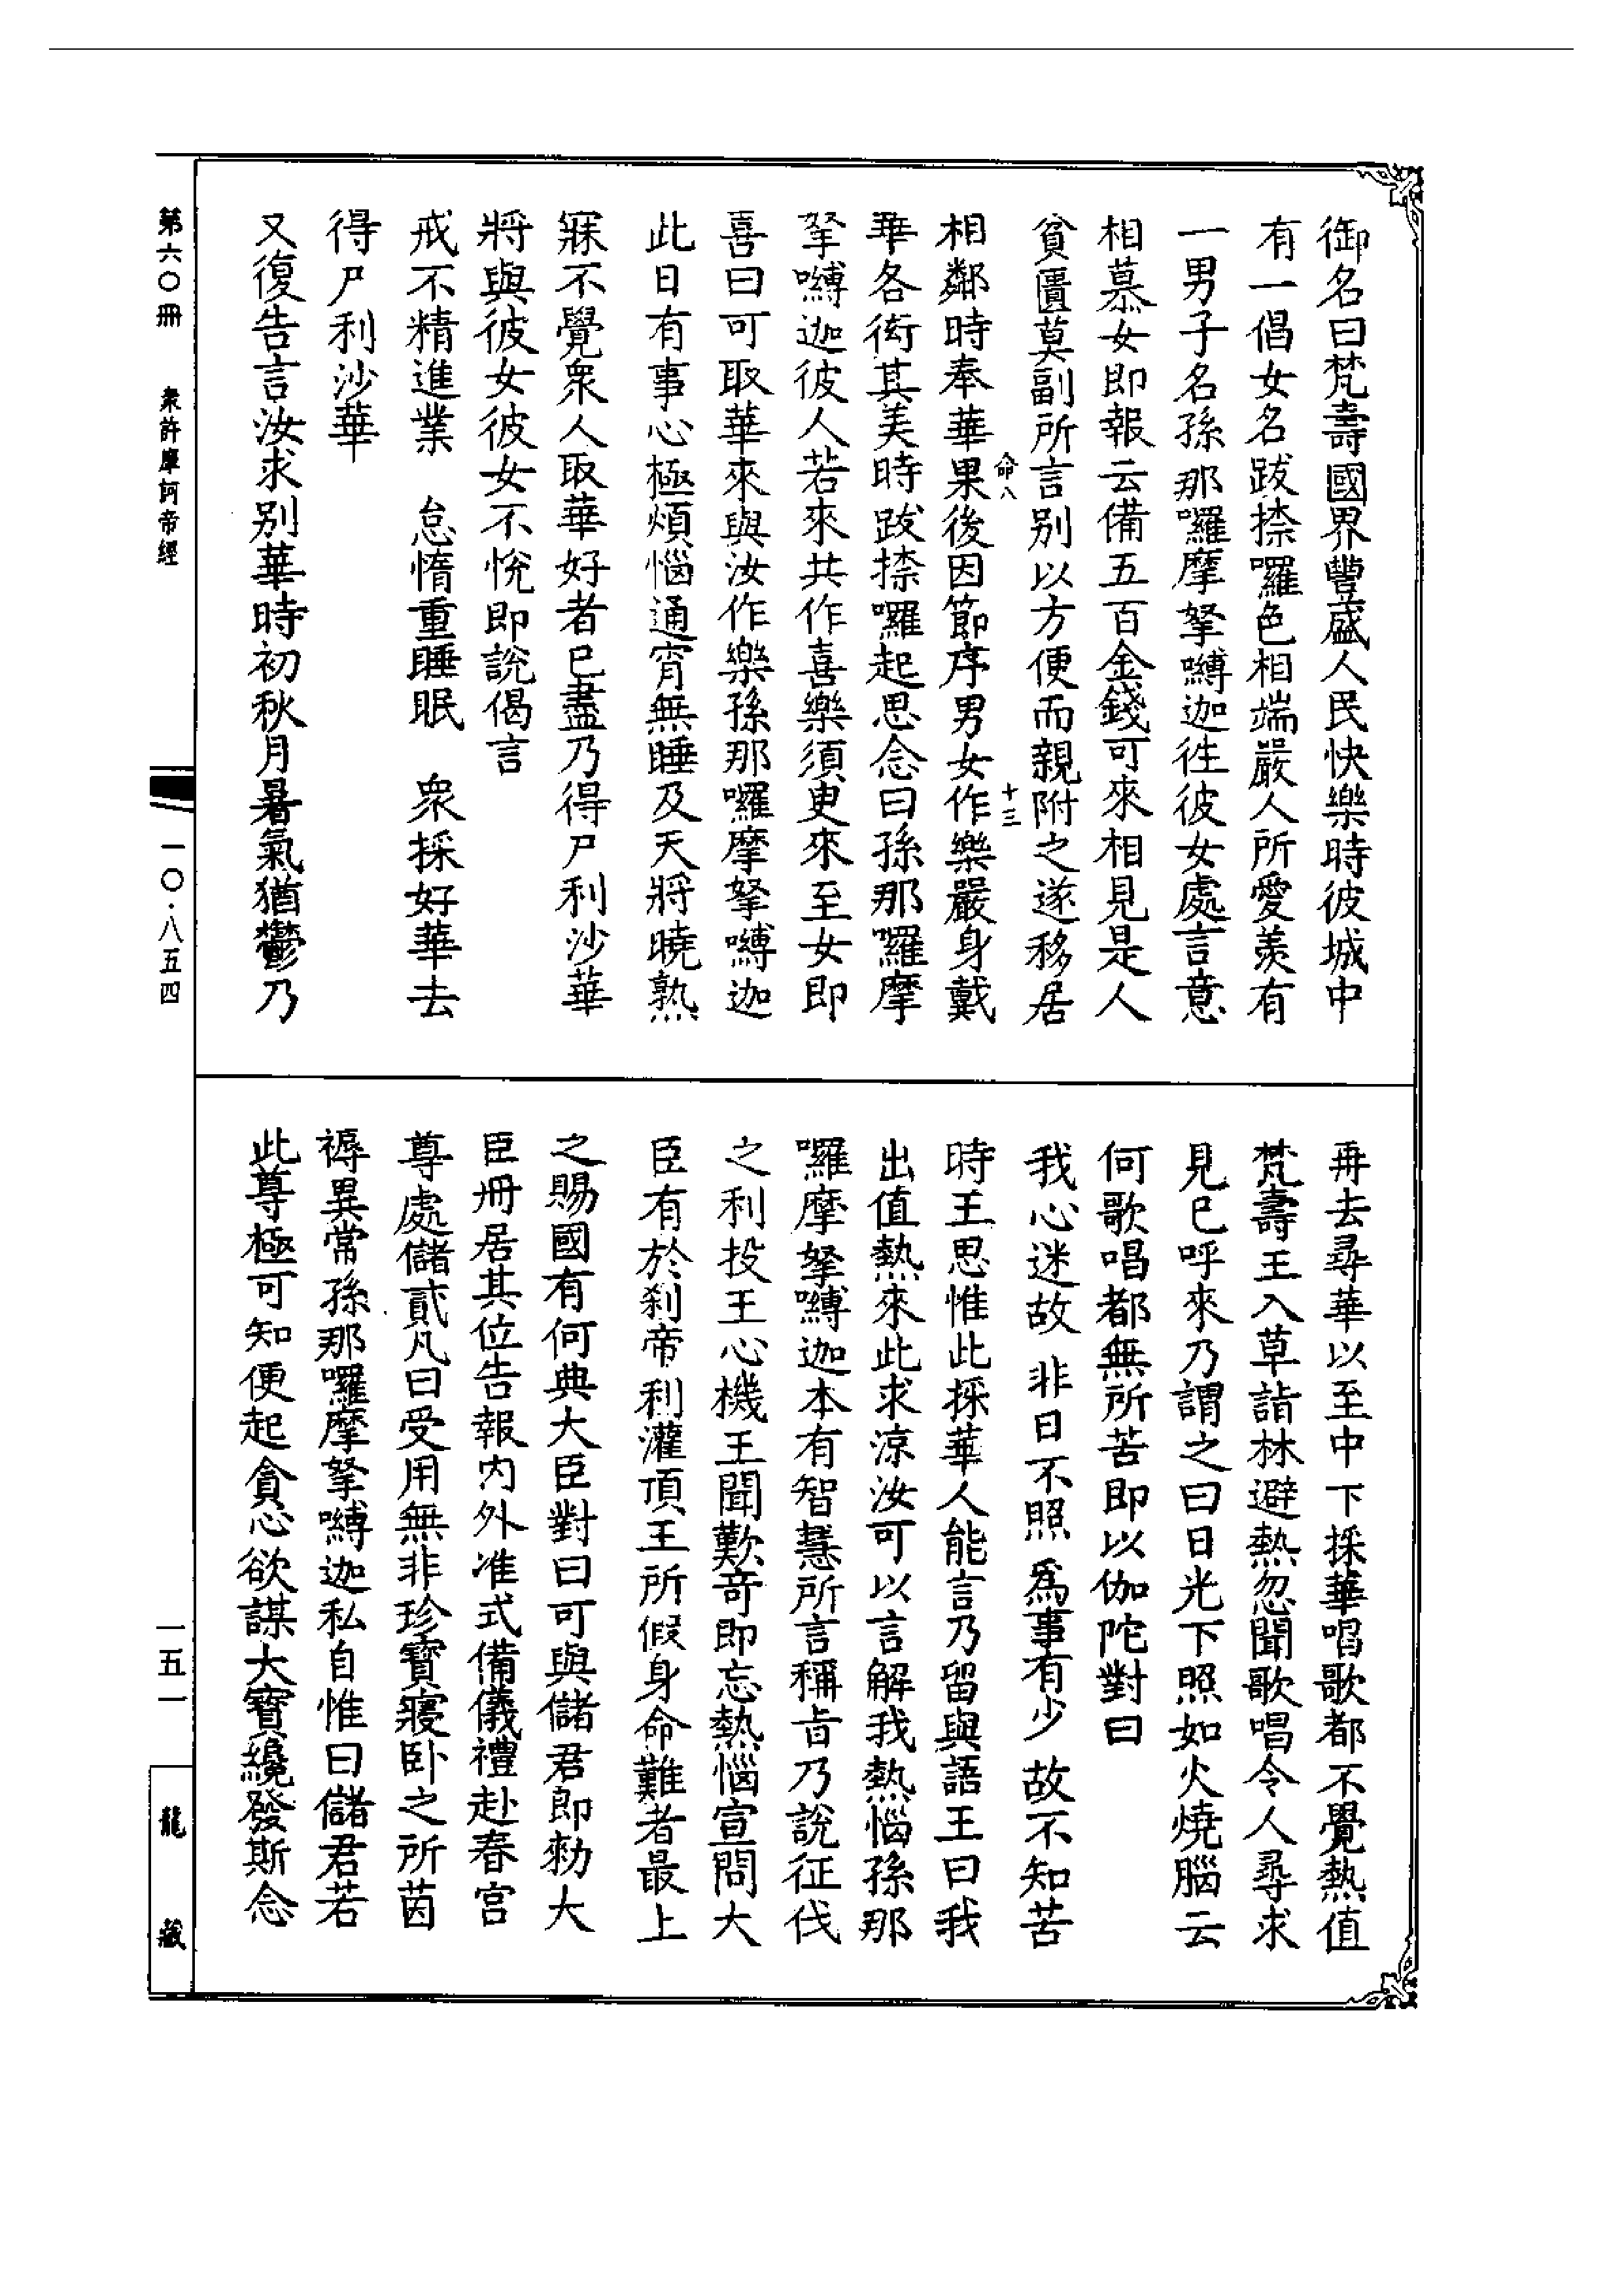 御名曰梵壽國界豐盛人民快樂時彼城中
有一倡女名跋捺囉色相端嚴人所愛羨有
一男子名孫那囉摩拏嚩迦往彼女處言意
相慕女即報云備五百金錢可來相見是人
貧匱莫副所言別以方便而親附之遂移居
命八 十三
相鄰時奉華果後因節序男女作樂嚴身戴
華各衒其美時跋捺囉起思念曰孫那囉摩
拏嚩迦彼人若來共作喜樂須臾來至女即
喜曰可取華來與汝作樂孫那囉摩拏嚩迦
此日有事心極煩惱通宵無睡及天將曉熟
寐不覺眾人取華好者已盡乃得尸利沙華
將與彼女彼女不悅即說偈言
戒不精進業 怠惰重睡眠 眾採好華去
得尸利沙華
又復告言汝求別華時初秋月暑氣猶鬱乃
再去尋華以至中下採華唱歌都不覺熱值
梵壽王入草詣林避熱忽聞歌唱令人尋求
見已呼來乃謂之曰日光下照如火燒腦云
何歌唱都無所苦即以伽陀對曰
我心迷故 非日不照 為事有少 故不知苦
時王思惟此採華人能言乃留與語王曰我
出值熱來此求涼汝可以言解我熱惱孫那
囉摩拏嚩迦本有智慧所言稱旨乃說征伐
之利投王心機王聞歎奇即忘熱惱宣問大
臣有於剎帝利灌頂王所假身命難者最上
之賜國有何典大臣對曰可與儲君即勑大
臣冊居其位告報內外准式備儀禮赴春宮
尊處儲貳凡曰受用無非珍寶寢臥之所茵
褥異常孫那囉摩拏嚩迦私自惟曰儲君若
此尊極可知便起貪心欲謀大寶纔發斯念
第六〇冊 眾許摩訶帝經 一〇·八五四 一五一 龍藏